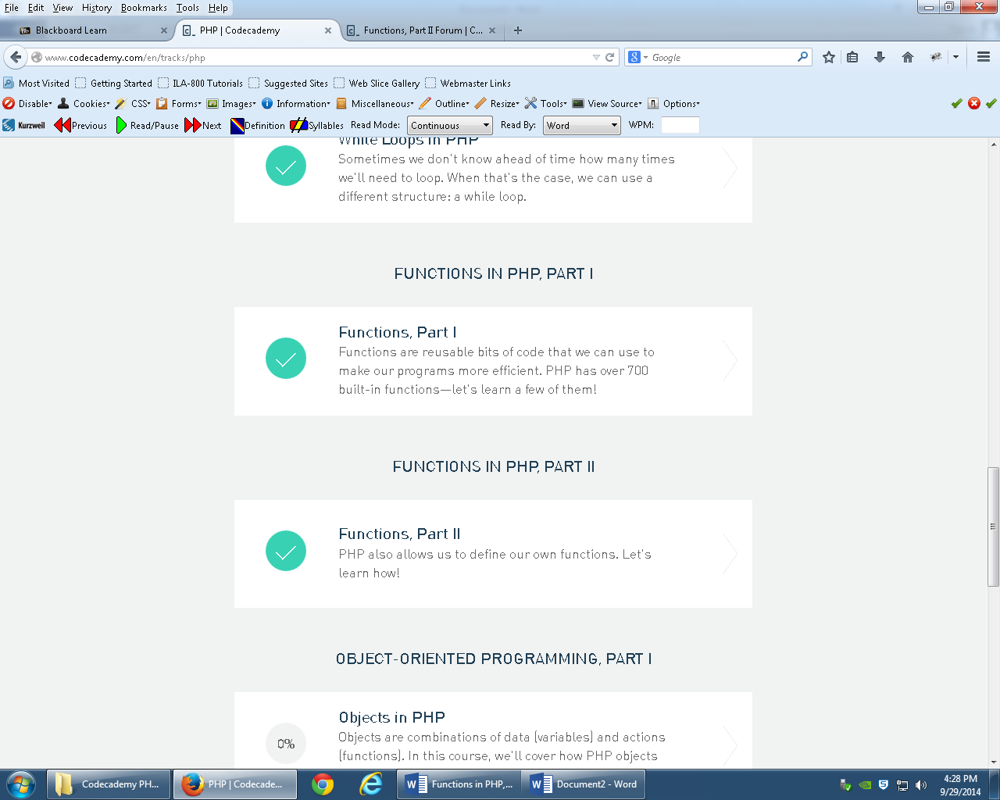 File Edit View History Bookmarks Tools Help
Blackboard Learn
PHP | Codecademy
Functions, Part II Forum | C...
www.codecademy.com/en/tracks/php
Google
Most Visited Getting Started ILA-800 Tutorials Suggested Sites Web Slice Gallery Webmaster Links
Disable Cookies CSS Forms Images Information Miscellaneous Outline Resize Tools View Source Options
Kurzweil Previous Read/Pause Next Definition Syllables Read Mode: Continuous Read By: Word WPM:
While Loops in PHP
Sometimes we don't know ahead of time how many times
we'll need to loop. When that's the case, we can use a
different structure: a while loop.
FUNCTIONS IN PHP, PART I
Functions, Part I
Functions are reusable bits of code that we can use to
make our programs more efficient. PHP has over 700
built-in functions—let's learn a few of them!
FUNCTIONS IN PHP, PART II
Functions, Part II
PHP also allows us to define our own functions. Let's
learn how!
OBJECT-ORIENTED PROGRAMMING, PART I
Objects in PHP
0%
Objects are combinations of data (variables) and actions
(functions). In this course, we'll cover how PHP objects
Codecademy PH... PHP | Codecade... Functions in PHP,... Document2 - Word
4:28 PM
9/29/2014